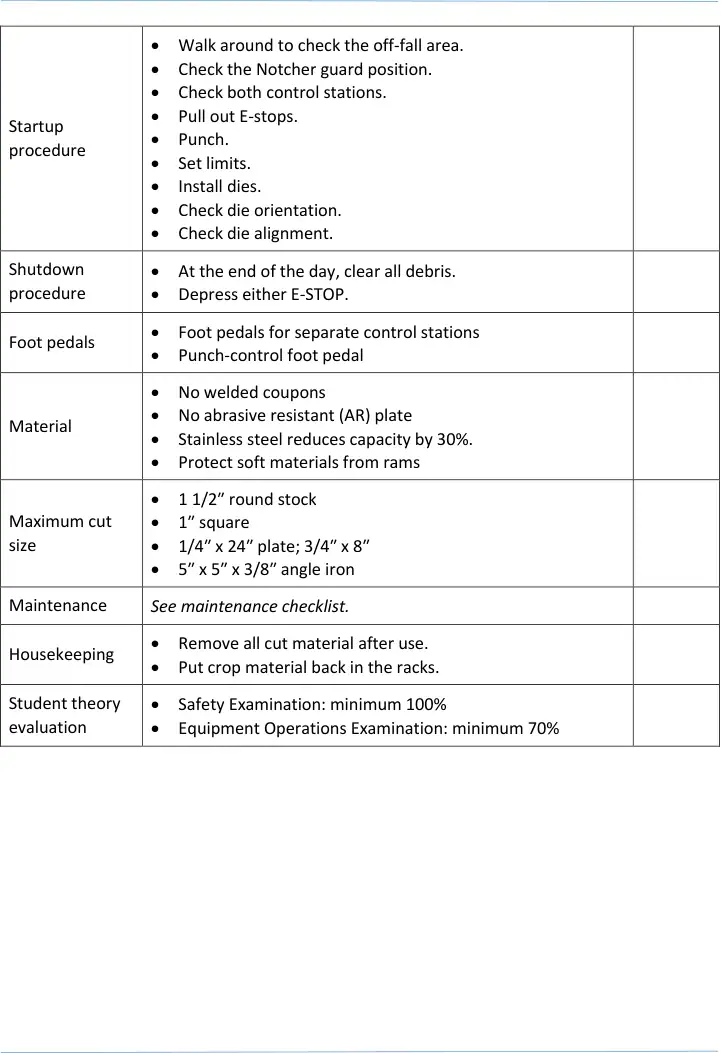 Startup
procedure
• Walk around to check the off-fall area.
• Check the Notcher guard position.
• Check both control stations.
• Pull out E-stops.
• Punch.
• Set limits.
• Install dies.
• Check die orientation.
• Check die alignment.
Shutdown
procedure
• At the end of the day, clear all debris.
• Depress either E-STOP.
Foot pedals
• Foot pedals for separate control stations
• Punch-control foot pedal
Material
• No welded coupons
• No abrasive resistant (AR) plate
• Stainless steel reduces capacity by 30%.
• Protect soft materials from rams
Maximum cut
size
• 1 1/2” round stock
• 1” square
• 1/4” x 24” plate; 3/4” x 8”
• 5” x 5” x 3/8” angle iron
Maintenance
See maintenance checklist.
Housekeeping
• Remove all cut material after use.
• Put crop material back in the racks.
Student theory
evaluation
• Safety Examination: minimum 100%
• Equipment Operations Examination: minimum 70%